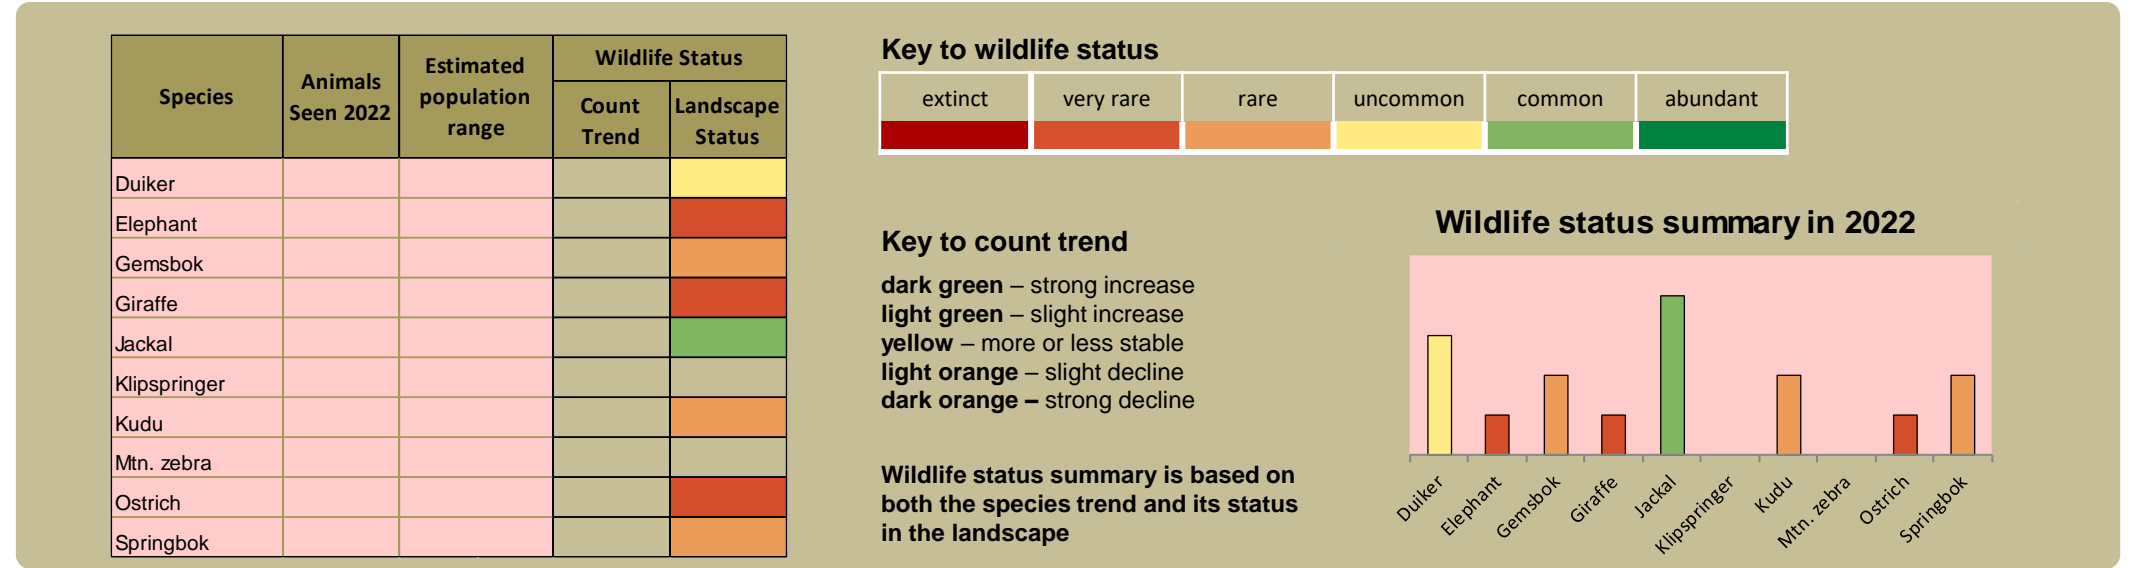 Species
Animals
Seen 2022
Estimated
population
range
Wildlife Status
Count
Trend
Landscape
Status
Duiker
Elephant
Gemsbok
Giraffe
Jackal
Klipspringer
Kudu
Mtn. zebra
Ostrich
Springbok
Key to wildlife status
extinct very rare rare uncommon common abundant
Key to count trend
dark green – strong increase
light green – slight increase
yellow – more or less stable
light orange – slight decline
dark orange – strong decline
Wildlife status summary is based on
both the species trend and its status
in the landscape
Wildlife status summary in 2022
Duiker
Elephant
Gemsbok
Giraffe
Jackal
Klipspringer
Kudu
Mtn. zebra
Ostrich
Springbok